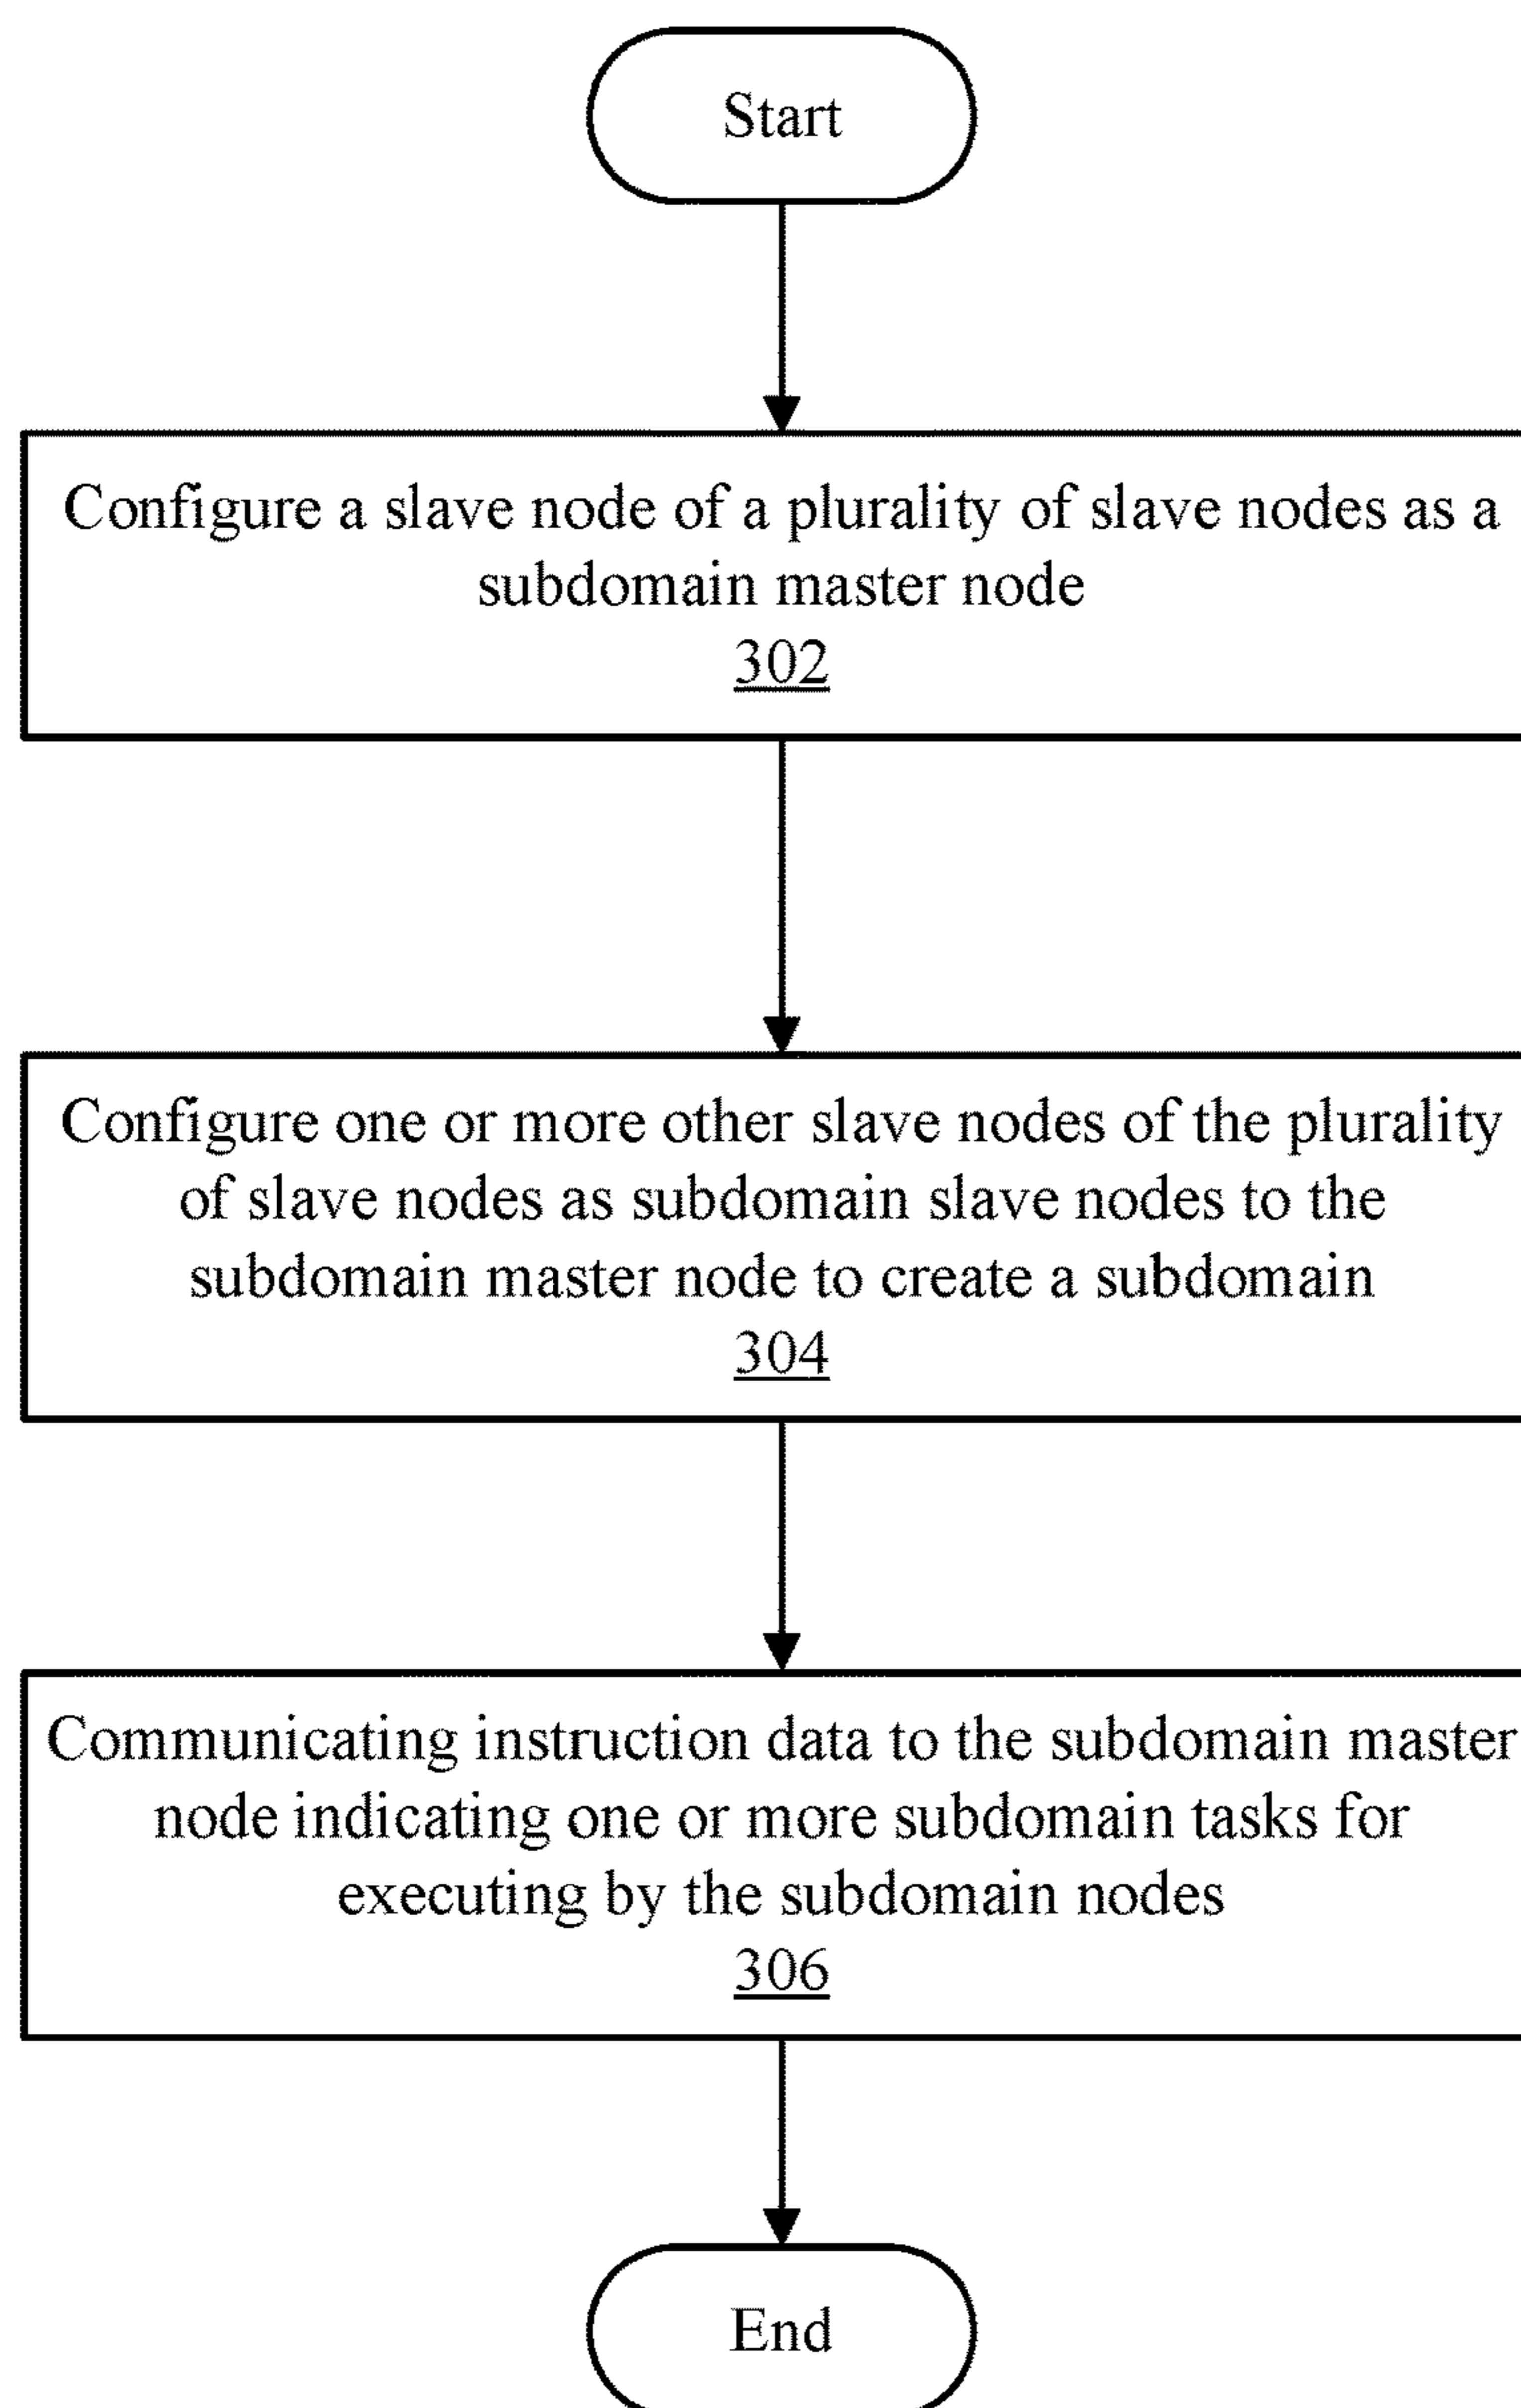 Start
Configure a slave node of a plurality of slave nodes as a
subdomain master node
302
Configure one or more other slave nodes of the plurality
of slave nodes as subdomain slave nodes to the
subdomain master node to create a subdomain
304
Communicating instruction data to the subdomain master
node indicating one or more subdomain tasks for
executing by the subdomain nodes
306
End